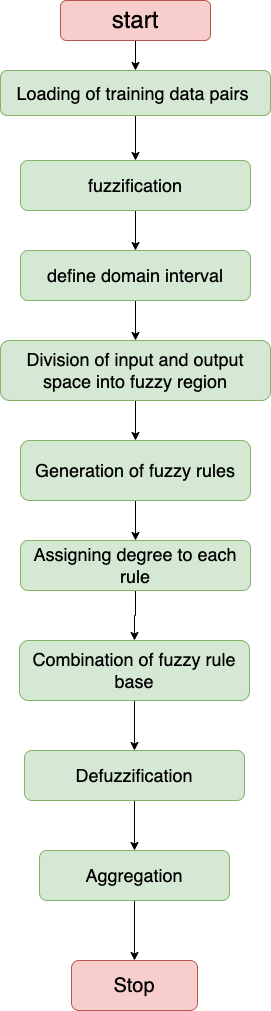 start
Loading of training data pairs
fuzzification
define domain interval
Division of input and output
space into fuzzy region
Generation of fuzzy rules
Assigning degree to each
rule
Combination of fuzzy rule
base
Defuzzification
Aggregation
Stop